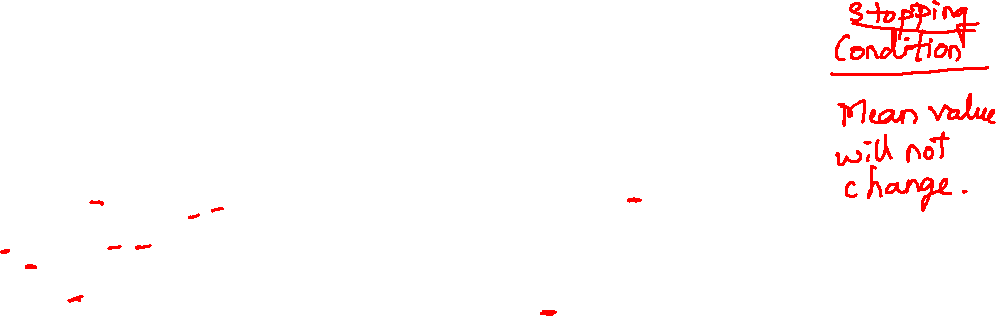 Stopping
Condition
Mean value
will not
change.